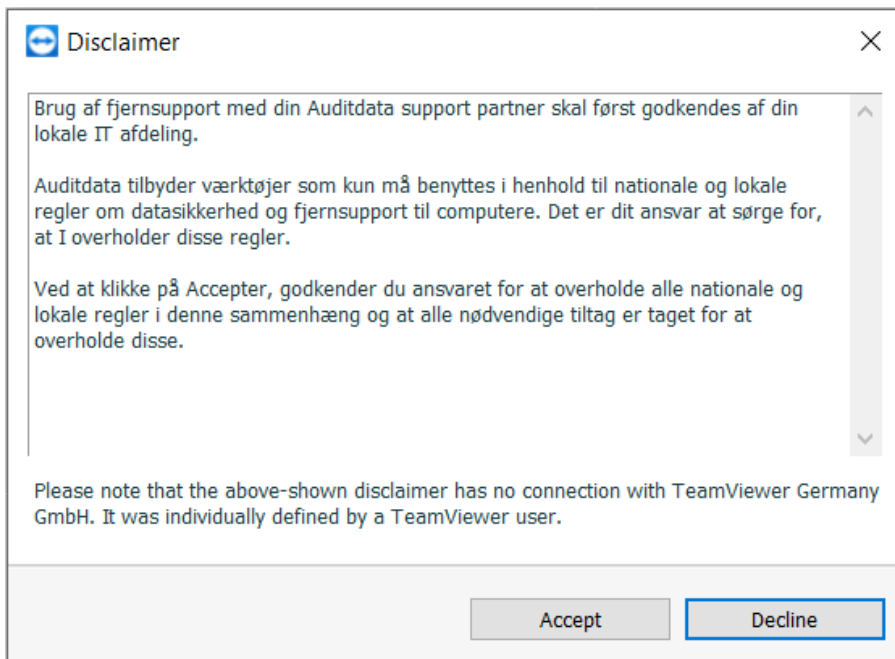 Disclaimer
Brug af fjernsupport med din Auditdata support partner skal først godkendes af din
lokale IT afdeling.
Auditdata tilbyder værktøjer som kun må benyttes i henhold til nationale og lokale
regler om datasikkerhed og fjernsupport til computere. Det er dit ansvar at sørge for,
at I overholder disse regler.
Ved at klikke på Accepter, godkender du ansvaret for at overholde alle nationale og
lokale regler i denne sammenhæng og at alle nødvendige tiltag er taget for at
overholde disse.
Please note that the above-shown disclaimer has no connection with TeamViewer Germany
GmbH. It was individually defined by a TeamViewer user.
Accept
Decline